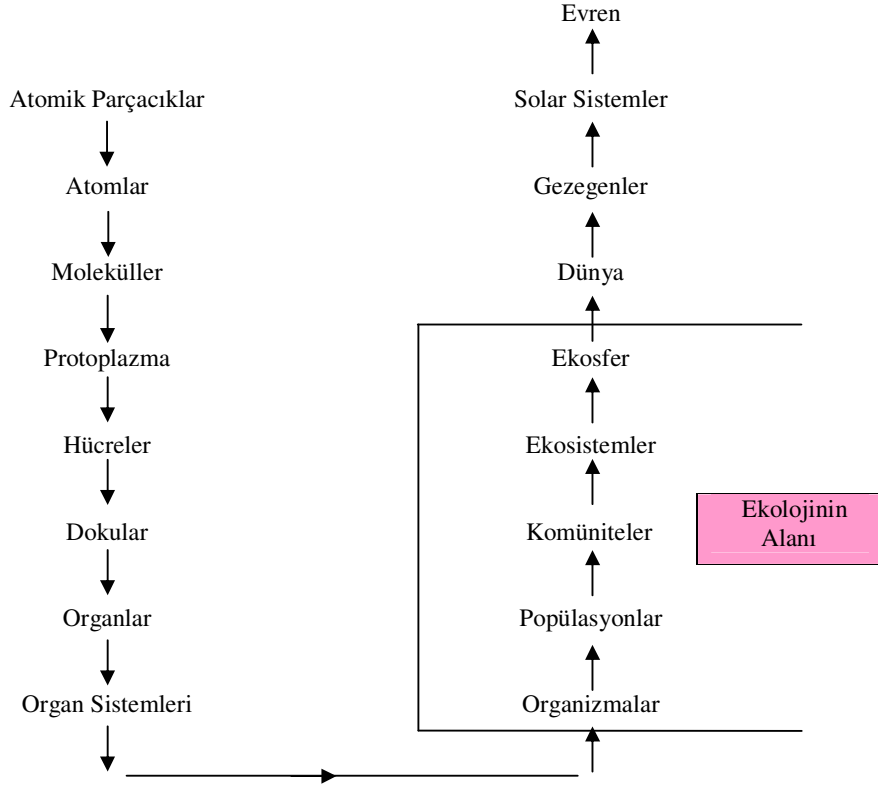 Atomik Parçacıklar
Atomlar
Moleküller
Protoplazma
Hücreler
Dokular
Organlar
Organ Sistemleri
Evren
Solar Sistemler
Gezegenler
Dünya
Ekosfer
Ekosistemler
Komüniteler
Popülasyonlar
Organizmalar
Ekolojinin
Alanı